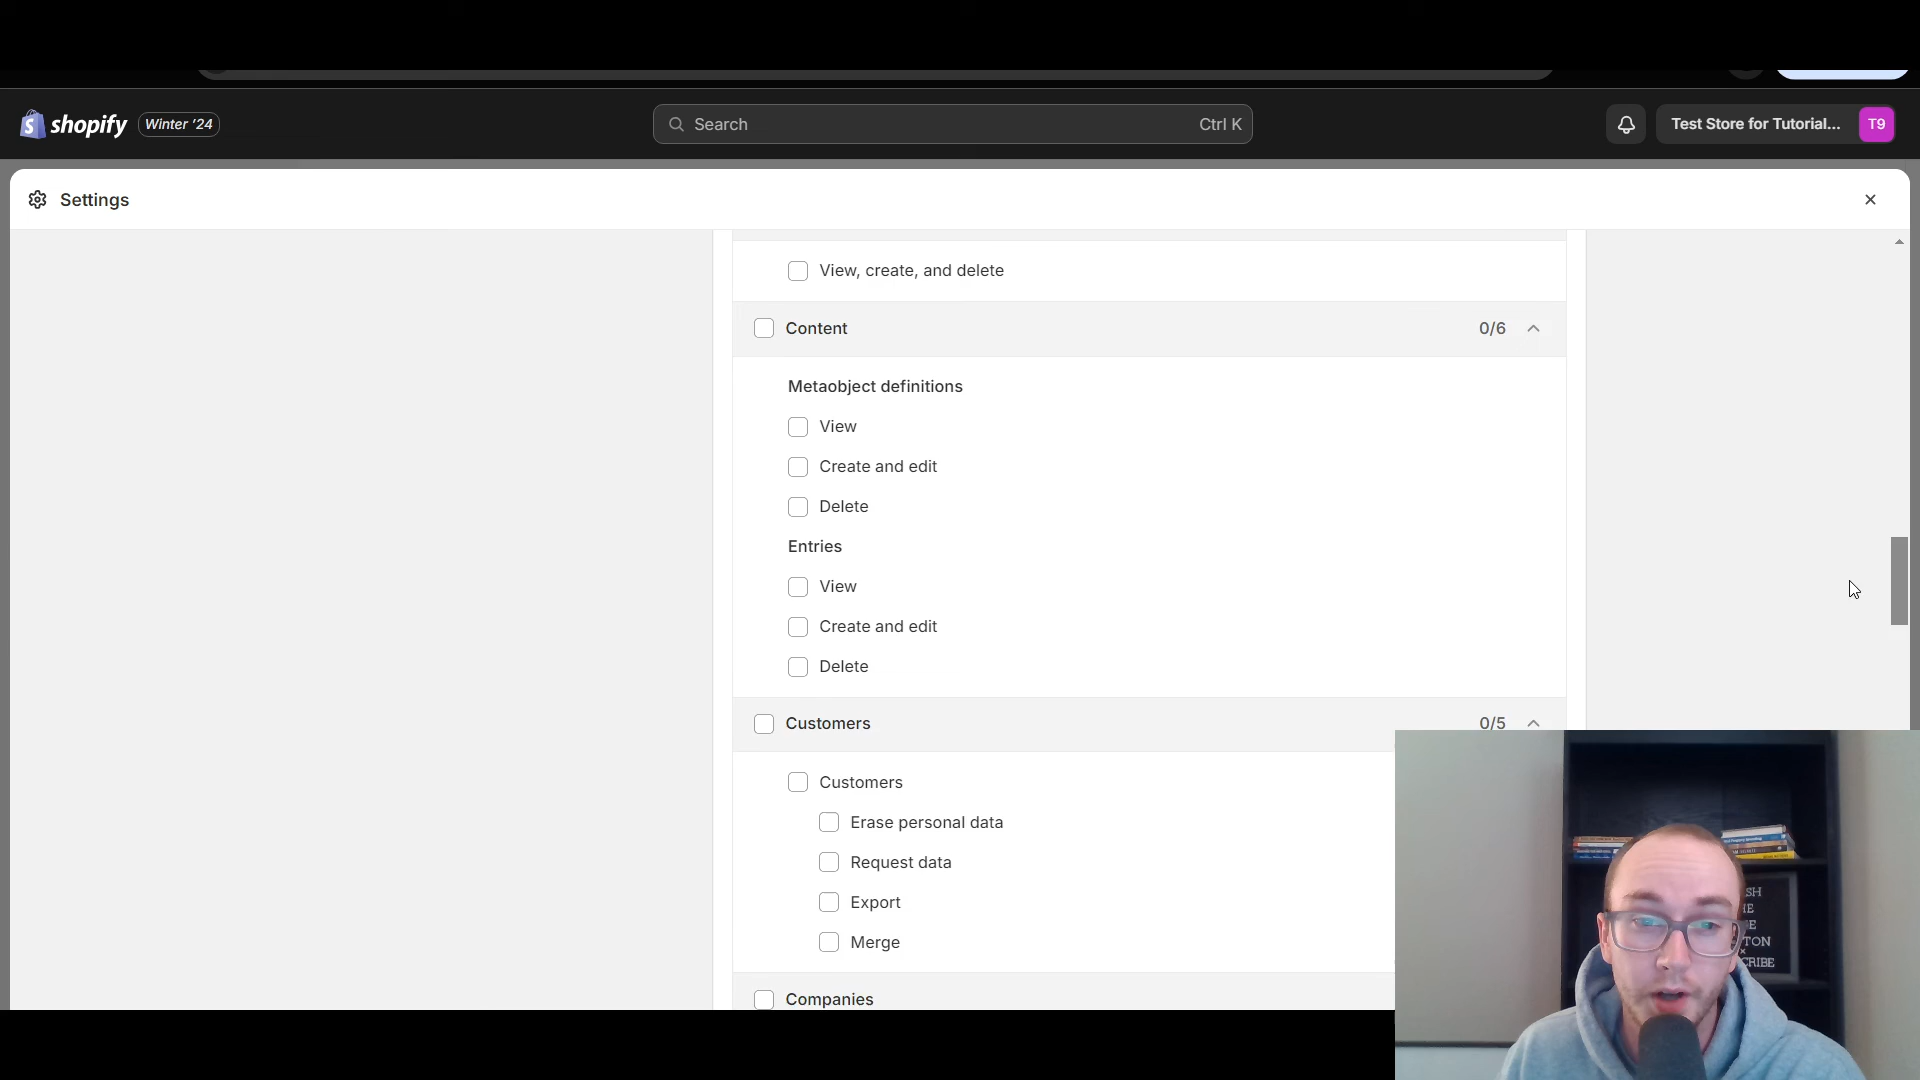 shopify Winter '24 Search Ctrl K Test Store for Tutorial... T9
Settings
View, create, and delete
Content 0/6
Metaobject definitions
View
Create and edit
Delete
Entries
View
Create and edit
Delete
Customers 0/5
Customers
Erase personal data
Request data
Export
Merge
Companies